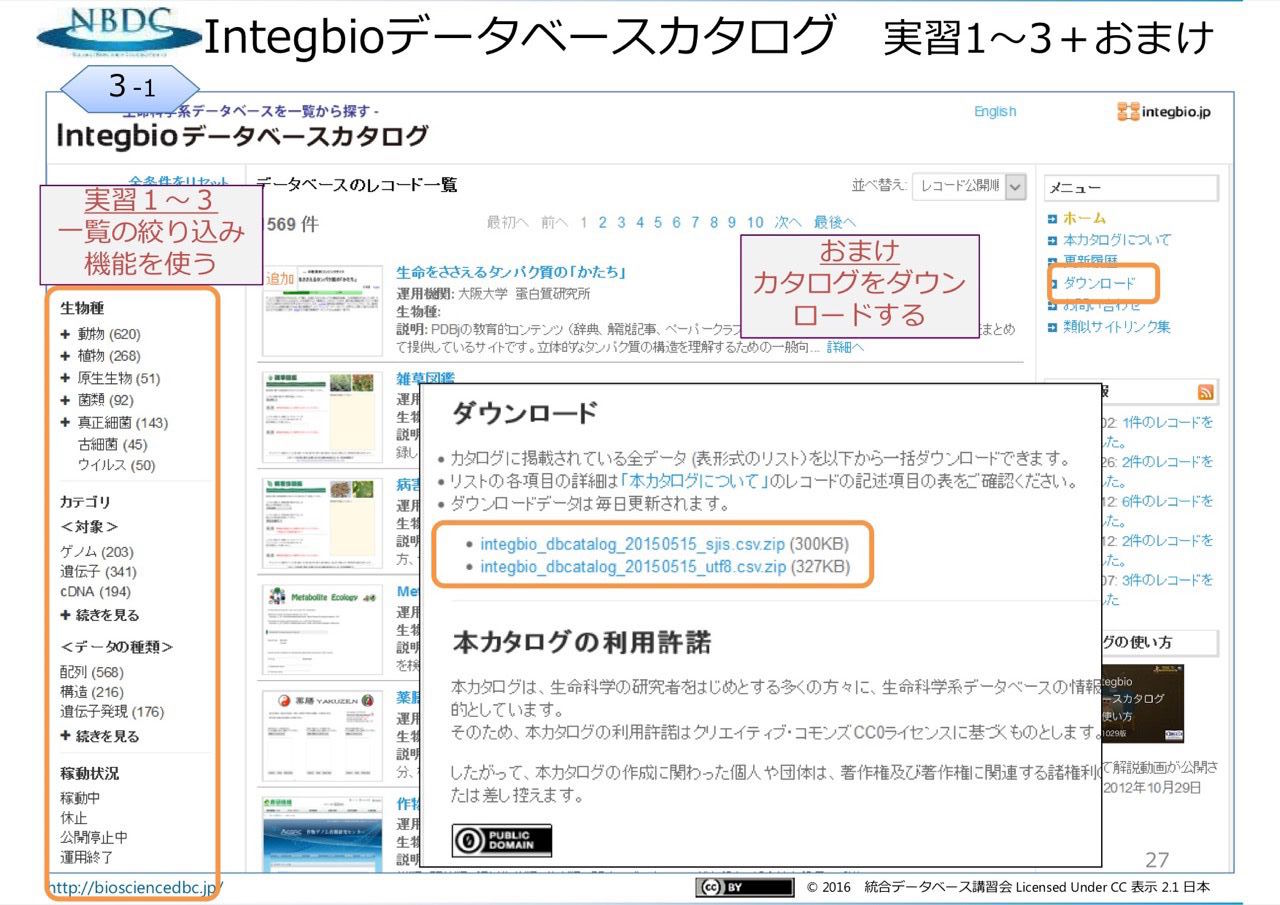 NBDC
Integbioデータベースカタログ　実習1～3＋おまけ
3-1
生命科学系データベースを一覧から探す -
Integbioデータベースカタログ
English
integbio.jp
全条件をリセット
実習１～３
一覧の絞り込み
機能を使う
生物種
+ 動物 (620)
+ 植物 (268)
+ 原生生物 (51)
+ 菌類 (92)
+ 真正細菌 (143)
古細菌 (45)
ウイルス (50)
カテゴリ
＜対象＞
ゲノム (203)
遺伝子 (341)
cDNA (194)
+ 続きを見る
＜データの種類＞
配列 (568)
構造 (216)
遺伝子発現 (176)
+ 続きを見る
稼動状況
稼動中
休止
公開停止中
運用終了
データベースのレコード一覧
並べ替え: レコード公開順
1569 件
最初へ 前へ 1 2 3 4 5 6 7 8 9 10 次へ 最後へ
おまけ
カタログをダウン
ロードする
追加
生命をささえるタンパク質の「かたち」
運用機関: 大阪大学 蛋白質研究所
生物種:
説明: PDBjの教育的コンテンツ（辞典、解説記事、ペーパークラフ
まとめ
て提供しているサイトです。立体的なタンパク質の構造を理解するための一般向... 詳細へ
雑草図鑑
運用
生物
説明
録し
病害
運用
生物
説明
方、
Metabolite Ecology
Me
運用
生物
説明
を検
薬膳 YAKUZEN
薬膳
運用
生物
説明
分、
作物
運用
生物
説明
メニュー
ホーム
本カタログについて
更新履歴
ダウンロード
お問い合わせ
類似サイトリンク集
報
02: 1件のレコードを
た。
26: 2件のレコードを
た。
12: 6件のレコードを
た。
12: 2件のレコードを
た。
07: 3件のレコードを
た
グの使い方
tegbio
ースカタログ
使い方
1029版
て解説動画が公開さ
2012年10月29日
ダウンロード
• カタログに掲載されている全データ (表形式のリスト) を以下から一括ダウンロードできます。
• リストの各項目の詳細は「本カタログについて」のレコードの記述項目の表をご確認ください。
• ダウンロードデータは毎日更新されます。
• integbio_dbcatalog_20150515_sjis.csv.zip (300KB)
• integbio_dbcatalog_20150515_utf8.csv.zip (327KB)
本カタログの利用許諾
本カタログは、生命科学の研究者をはじめとする多くの方々に、生命科学系データベースの情報
的としています。
そのため、本カタログの利用許諾はクリエイティブ・コモンズCC0ライセンスに基づくものとします。
したがって、本カタログの作成に関わった個人や団体は、著作権及び著作権に関連する諸権利の
たは差し控えます。
PUBLIC
DOMAIN
27
http://biosciencedbc.jp/
cc BY
© 2016　統合データベース講習会 Licensed Under CC 表示 2.1 日本